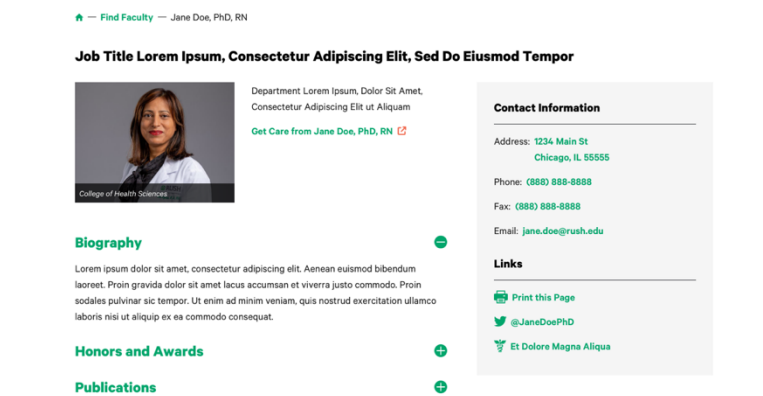 Find Faculty — Jane Doe, PhD, RN
Job Title Lorem Ipsum, Consectetur Adipiscing Elit, Sed Do Eiusmod Tempor
Department Lorem Ipsum, Dolor Sit Amet,
Consectetur Adipiscing Elit ut Aliquam
Get Care from Jane Doe, PhD, RN
College of Health Sciences
Biography
Lorem ipsum dolor sit amet, consectetur adipiscing elit. Aenean euismod bibendum
laoreet. Proin gravida dolor sit amet lacus accumsan et viverra justo commodo. Proin
sodales pulvinar sic tempor. Ut enim ad minim veniam, quis nostrud exercitation ullamco
laboris nisi ut aliquip ex ea commodo consequat.
Honors and Awards
Publications
Contact Information
Address: 1234 Main St
Chicago, IL 55555
Phone: (888) 888-8888
Fax: (888) 888-8888
Email: jane.doe@rush.edu
Links
Print this Page
@JaneDoePhD
Et Dolore Magna Aliqua